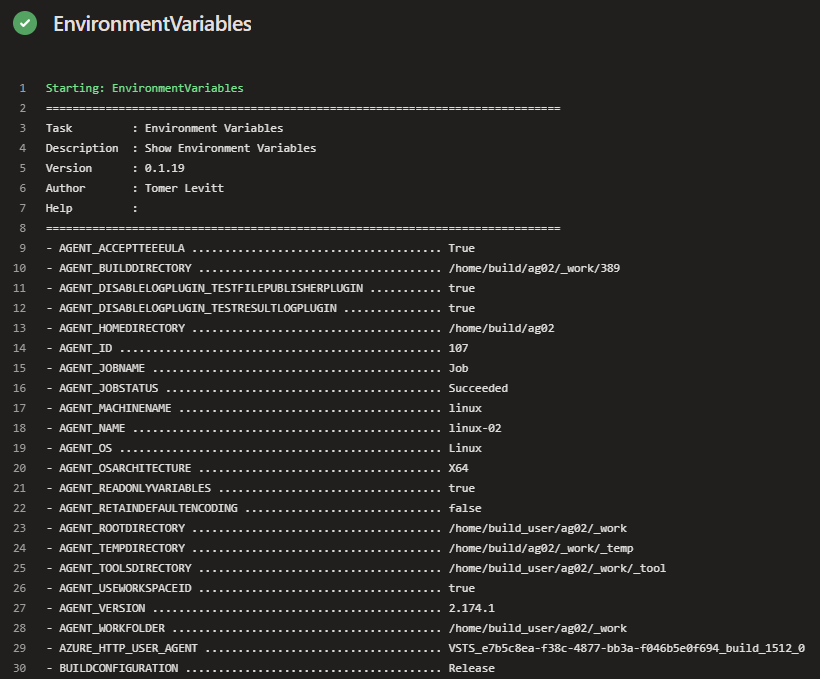 EnvironmentVariables
1 Starting: EnvironmentVariables
2 ==============================================================================
3 Task         : Environment Variables
4 Description  : Show Environment Variables
5 Version      : 0.1.19
6 Author       : Tomer Levitt
7 Help         :
8 ==============================================================================
9 - AGENT_ACCEPTTEEEULA ...................................... True
10 - AGENT_BUILDDIRECTORY ..................................... /home/build/ag02/_work/389
11 - AGENT_DISABLELOGPLUGIN_TESTFILEPUBLISHERPLUGIN ........... true
12 - AGENT_DISABLELOGPLUGIN_TESTRESULTLOGPLUGIN ............... true
13 - AGENT_HOMEDIRECTORY ...................................... /home/build/ag02
14 - AGENT_ID ................................................. 107
15 - AGENT_JOBNAME ............................................ Job
16 - AGENT_JOBSTATUS .......................................... Succeeded
17 - AGENT_MACHINENAME ........................................ linux
18 - AGENT_NAME ............................................... linux-02
19 - AGENT_OS ................................................. Linux
20 - AGENT_OSARCHITECTURE ..................................... X64
21 - AGENT_READONLYVARIABLES .................................. true
22 - AGENT_RETAINDEFAULTENCODING .............................. false
23 - AGENT_ROOTDIRECTORY ...................................... /home/build_user/ag02/_work
24 - AGENT_TEMPDIRECTORY ...................................... /home/build/ag02/_work/_temp
25 - AGENT_TOOLSDIRECTORY ..................................... /home/build_user/ag02/_work/_tool
26 - AGENT_USEWORKSPACEID ..................................... true
27 - AGENT_VERSION ............................................ 2.174.1
28 - AGENT_WORKFOLDER ......................................... /home/build_user/ag02/_work
29 - AZURE_HTTP_USER_AGENT .................................... VSTS_e7b5c8ea-f38c-4877-bb3a-f046b5e0f694_build_1512_0
30 - BUILDCONFIGURATION ....................................... Release